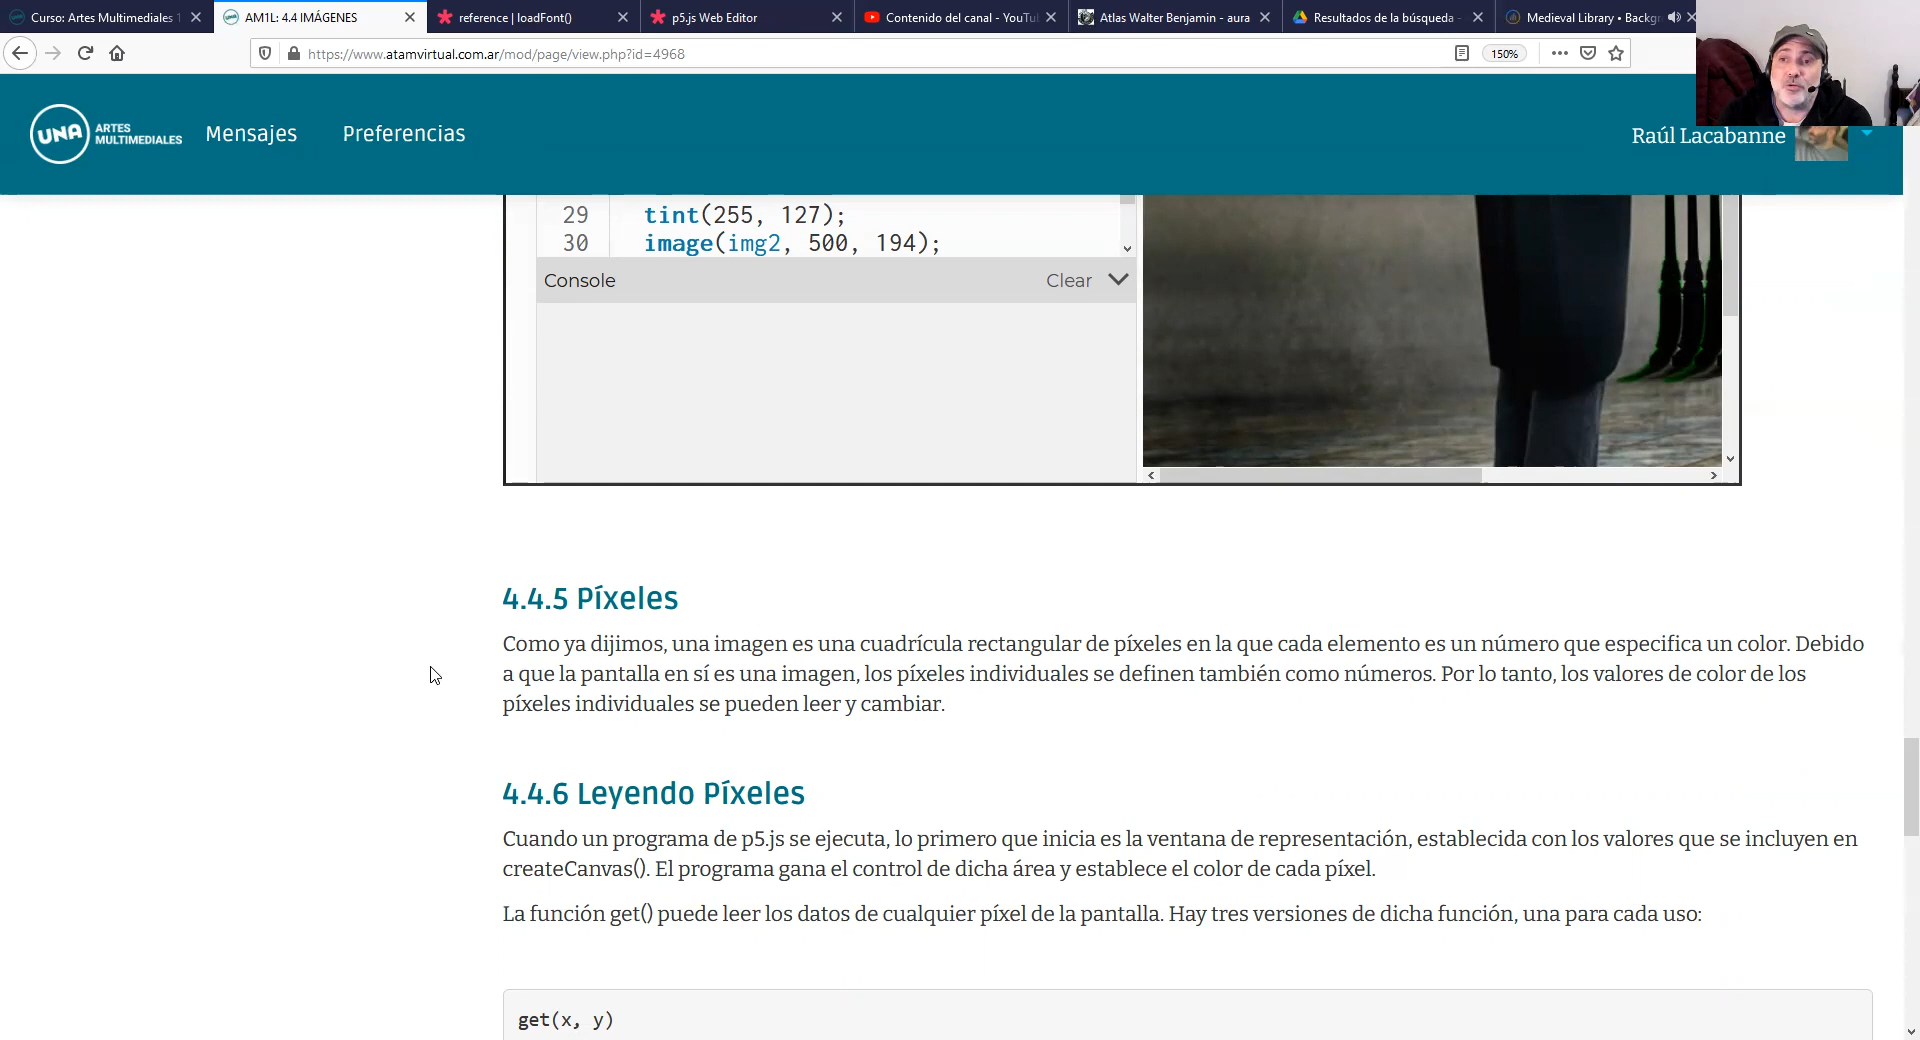 Curso: Artes Multimediales 1
AM1L: 4.4 IMÁGENES
reference | loadFont()
p5.js Web Editor
Contenido del canal - YouTu
Atlas Walter Benjamin - aura
Resultados de la búsqueda -
Medieval Library • Backgr
https://www.atamvirtual.com.ar/mod/page/view.php?id=4968
150%
UNA ARTES MULTIMEDIALES
Mensajes
Preferencias
Raúl Lacabanne
29 tint(255, 127);
30 image(img2, 500, 194);
Console
Clear
4.4.5 Píxeles
Como ya dijimos, una imagen es una cuadrícula rectangular de píxeles en la que cada elemento es un número que especifica un color. Debido
a que la pantalla en sí es una imagen, los píxeles individuales se definen también como números. Por lo tanto, los valores de color de los
píxeles individuales se pueden leer y cambiar.
4.4.6 Leyendo Píxeles
Cuando un programa de p5.js se ejecuta, lo primero que inicia es la ventana de representación, establecida con los valores que se incluyen en
createCanvas(). El programa gana el control de dicha área y establece el color de cada píxel.
La función get() puede leer los datos de cualquier píxel de la pantalla. Hay tres versiones de dicha función, una para cada uso:
get(x, y)